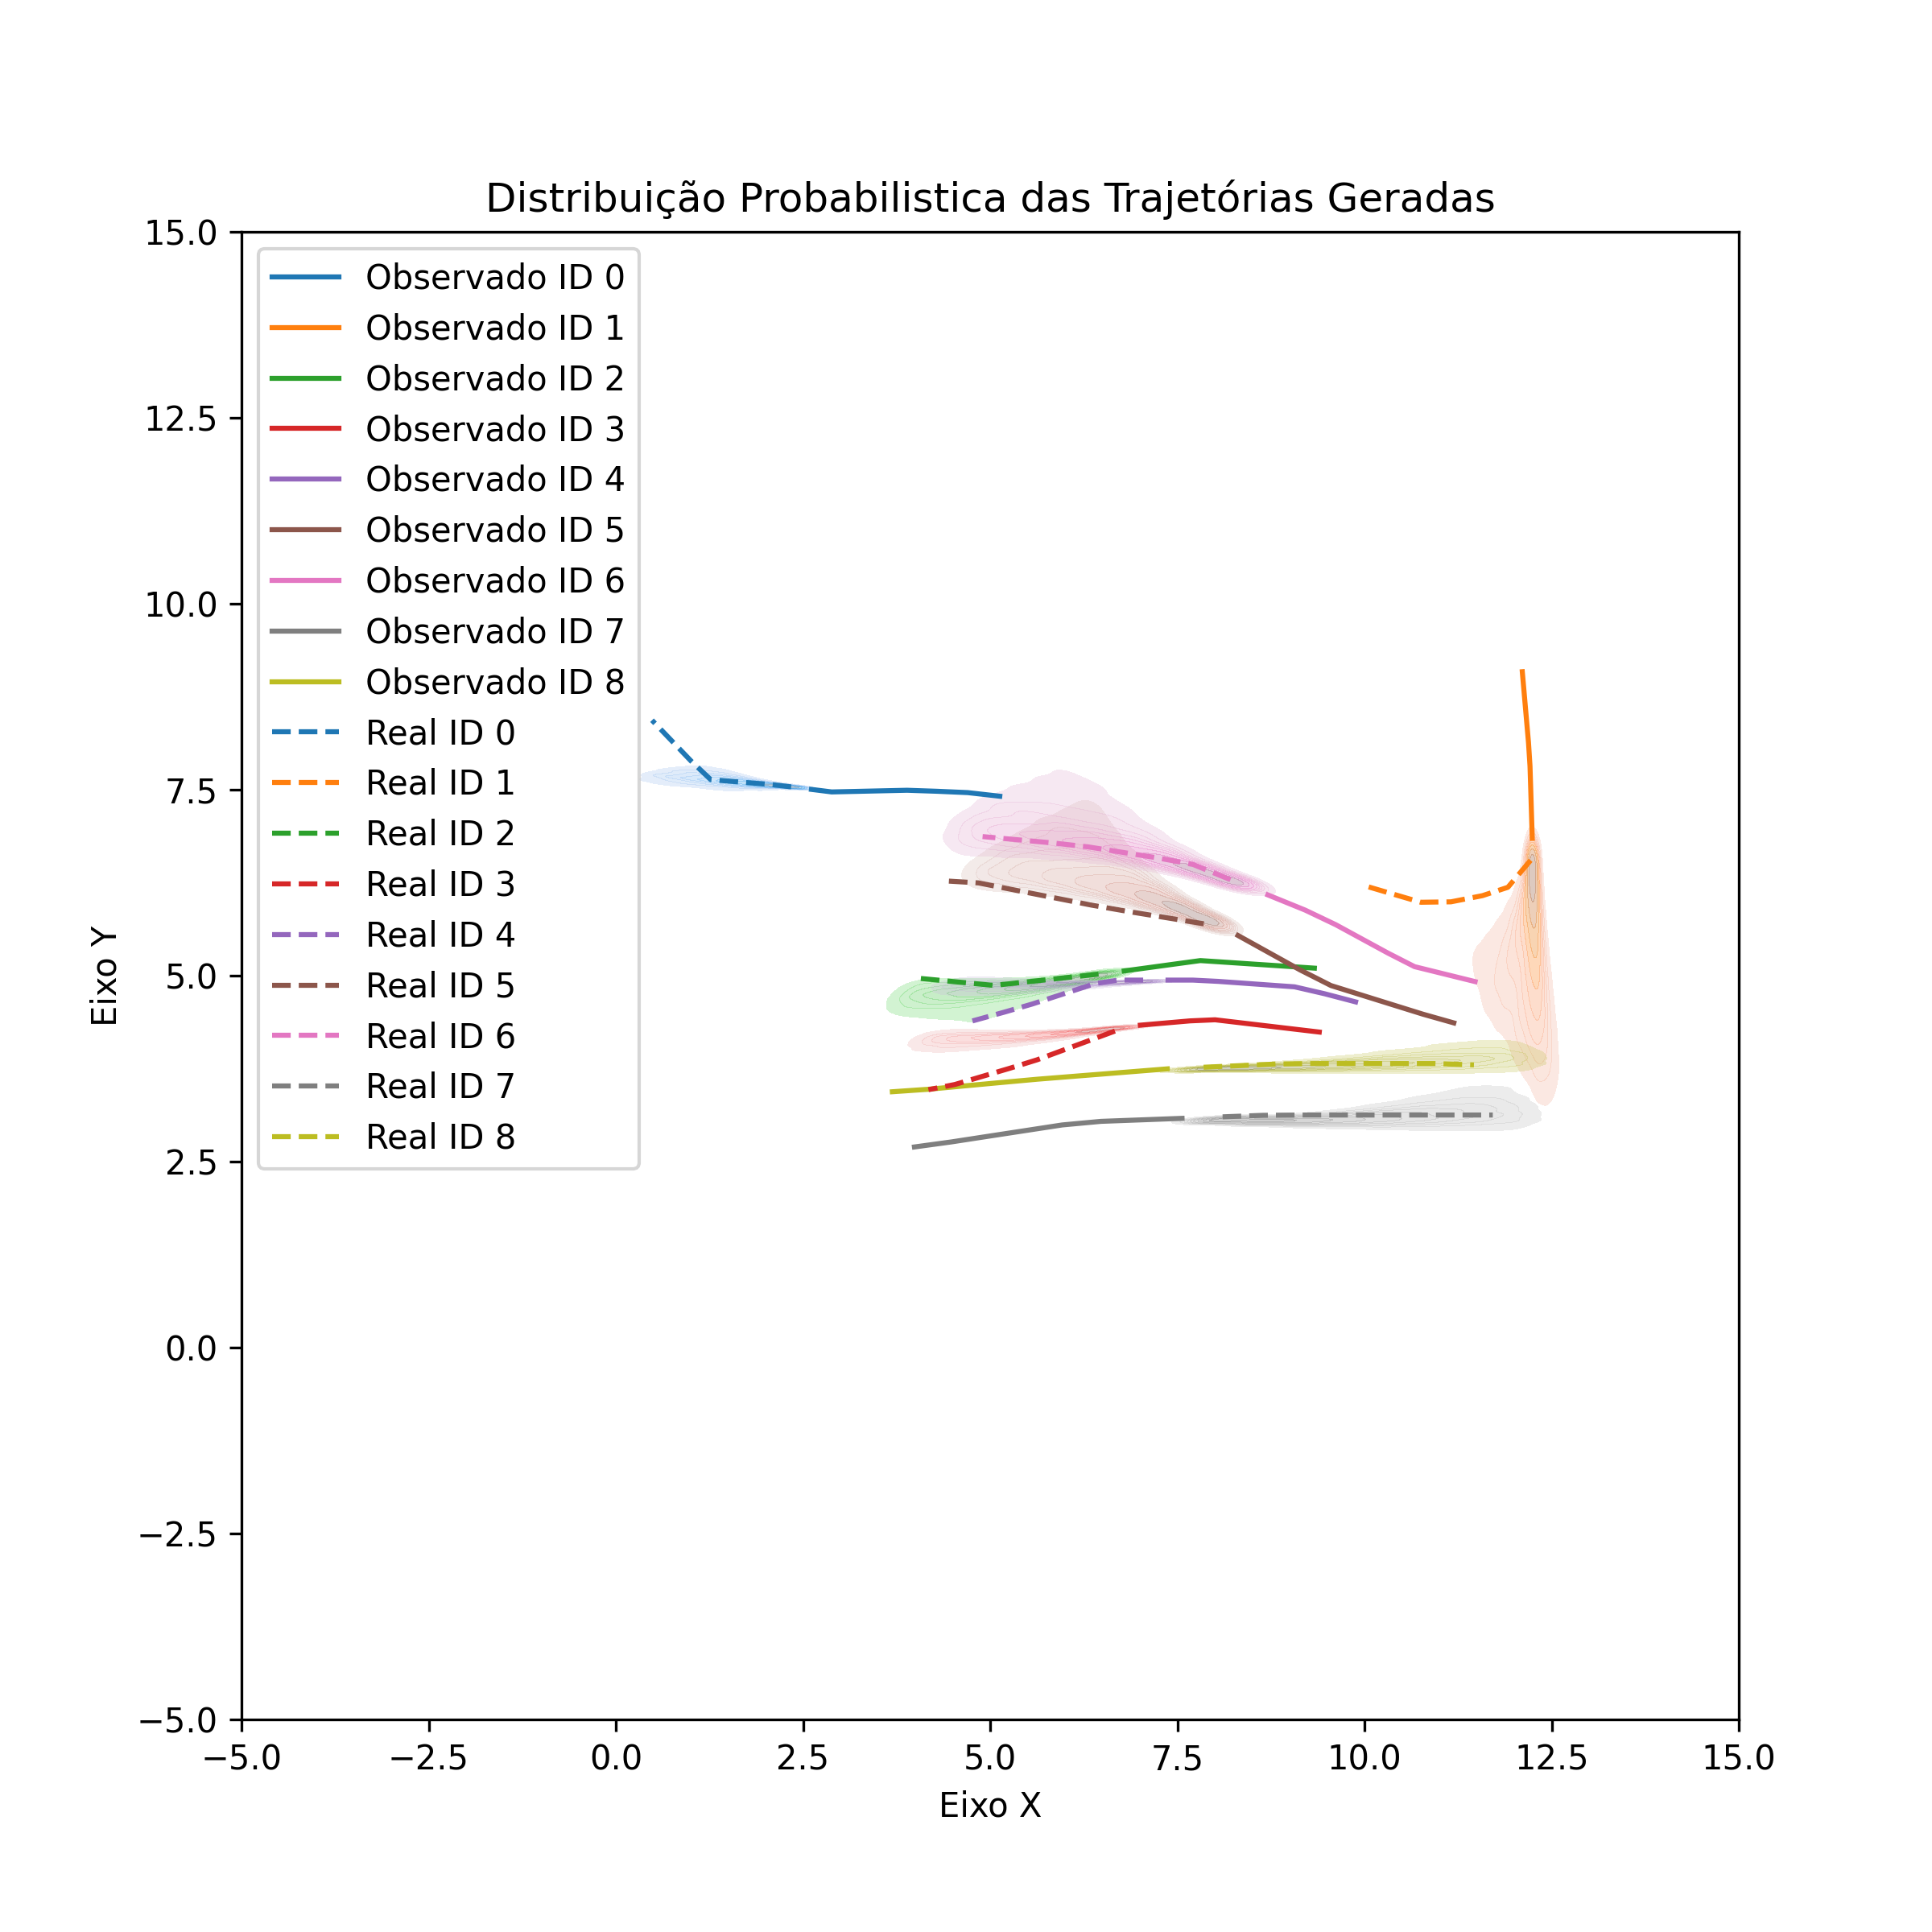 Distribuição Probabilistica das Trajetórias Geradas
15.0
12.5
10.0
7.5
5.0
2.5
0.0
−2.5
−5.0
Eixo Y
Observado ID 0
Observado ID 1
Observado ID 2
Observado ID 3
Observado ID 4
Observado ID 5
Observado ID 6
Observado ID 7
Observado ID 8
Real ID 0
Real ID 1
Real ID 2
Real ID 3
Real ID 4
Real ID 5
Real ID 6
Real ID 7
Real ID 8
−5.0 −2.5 0.0 2.5 5.0 7.5 10.0 12.5 15.0
Eixo X